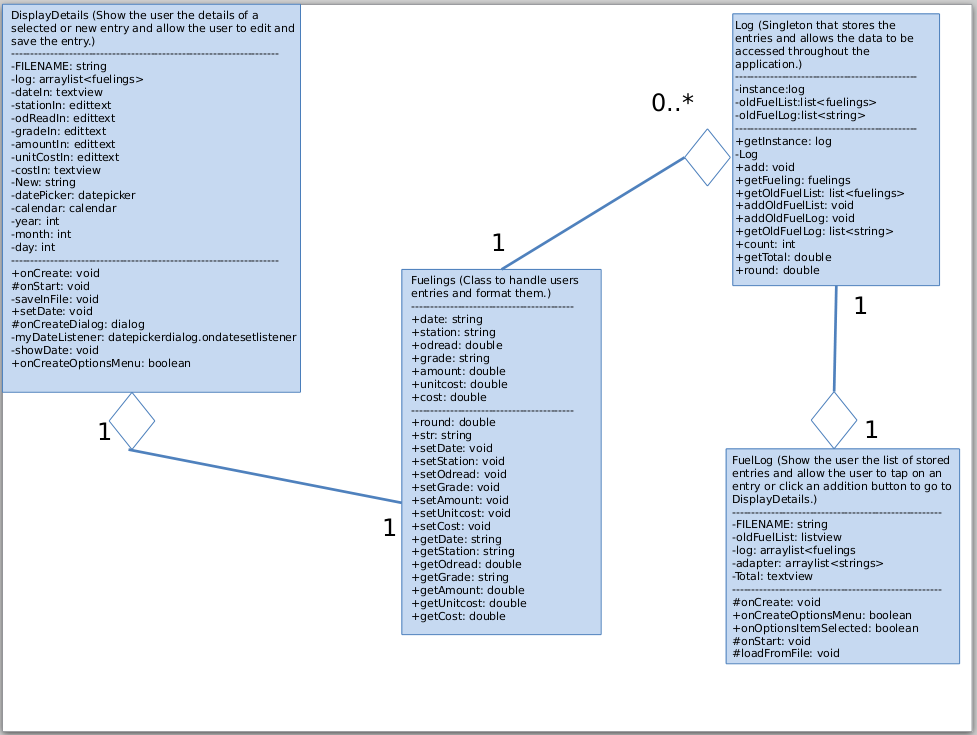 DisplayDetails (Show the user the details of a
selected or new entry and allow the user to edit and
save the entry.)
------------------------------------------------------------------------
-FILENAME: string
-log: arraylist<fuelings>
-dateIn: textview
-stationIn: edittext
-odReadIn: edittext
-gradeIn: edittext
-amountIn: edittext
-unitCostIn: edittext
-costIn: textview
-New: string
-datePicker: datepicker
-calendar: calendar
-year: int
-month: int
-day: int
------------------------------------------------------------------------
+onCreate: void
#onStart: void
-saveInFile: void
+setDate: void
#onCreateDialog: dialog
-myDateListener: datepickerdialog.ondatesetlistener
-showDate: void
+onCreateOptionsMenu: boolean
1
1
Fuelings (Class to handle users
entries and format them.)
--------------------------------------------
+date: string
+station: string
+odread: double
+grade: string
+amount: double
+unitcost: double
+cost: double
--------------------------------------------
+round: double
+str: string
+setDate: void
+setStation: void
+setOdread: void
+setGrade: void
+setAmount: void
+setUnitcost: void
+setCost: void
+getDate: string
+getStation: string
+getOdread: double
+getGrade: string
+getAmount: double
+getUnitcost: double
+getCost: double
1
0..*
Log (Singleton that stores the
entries and allows the data to be
accessed throughout the
application.)
------------------------------------------------
-instance:log
-oldFuelList:list<fuelings>
-oldFuelLog:list<string>
------------------------------------------------
+getInstance: log
-Log
+add: void
+getFueling: fuelings
+getOldFuelList: list<fuelings>
+addOldFuelList: void
+addOldFuelLog: void
+getOldFuelLog: list<string>
+count: int
+getTotal: double
+round: double
1
1
FuelLog (Show the user the list of stored
entries and allow the user to tap on an
entry or click an addition button to go to
DisplayDetails.)
--------------------------------------------------------
-FILENAME: string
-oldFuelList: listview
-log: arraylist<fuelings
-adapter: arraylist<strings>
-Total: textview
--------------------------------------------------------
#onCreate: void
+onCreateOptionsMenu: boolean
+onOptionsItemSelected: boolean
#onStart: void
#loadFromFile: void